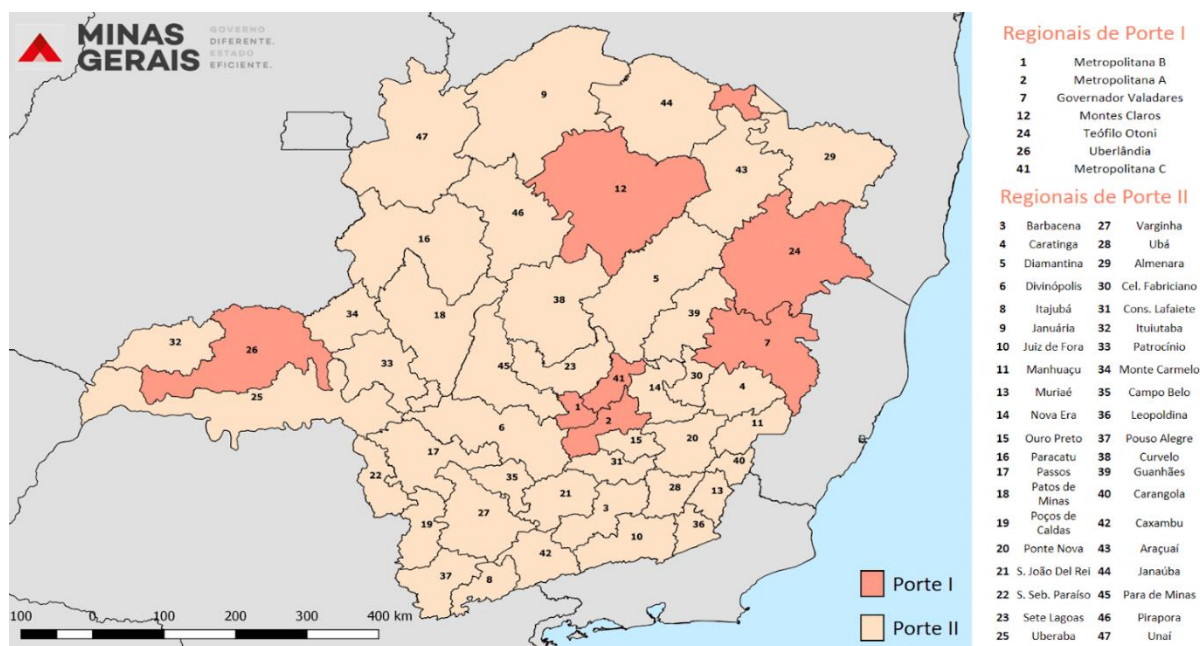 MINAS
GERAIS
GOVERNO
DIFERENTE.
ESTADO
EFICIENTE.
9
44
47
29
43
12
46
16
24
5
38
18
34
39
32
26
7
33
45
23
41
30
14
4
25
1
2
11
6
15
20
17
31
40
22
35
28
13
21
3
27
36
19
10
42
37
8
Porte I
Porte II
100 0 100 200 300 400 km
Regionais de Porte I
1 Metropolitana B
2 Metropolitana A
7 Governador Valadares
12 Montes Claros
24 Teófilo Otoni
26 Uberlândia
41 Metropolitana C
Regionais de Porte II
3 Barbacena 27 Varginha
4 Caratinga 28 Ubá
5 Diamantina 29 Almenara
6 Divinópolis 30 Cel. Fabriciano
8 Itajubá 31 Cons. Lafaiete
9 Januária 32 Ituiutaba
10 Juiz de Fora 33 Patrocínio
11 Manhuaçu 34 Monte Carmelo
13 Muriaé 35 Campo Belo
14 Nova Era 36 Leopoldina
15 Ouro Preto 37 Pouso Alegre
16 Paracatu 38 Curvelo
17 Passos 39 Guanhães
18 Patos de Minas 40 Carangola
19 Poços de Caldas 42 Caxambu
20 Ponte Nova 43 Araçuaí
21 S. João Del Rei 44 Janaúba
22 S. Seb. Paraíso 45 Para de Minas
23 Sete Lagoas 46 Pirapora
25 Uberaba 47 Unaí